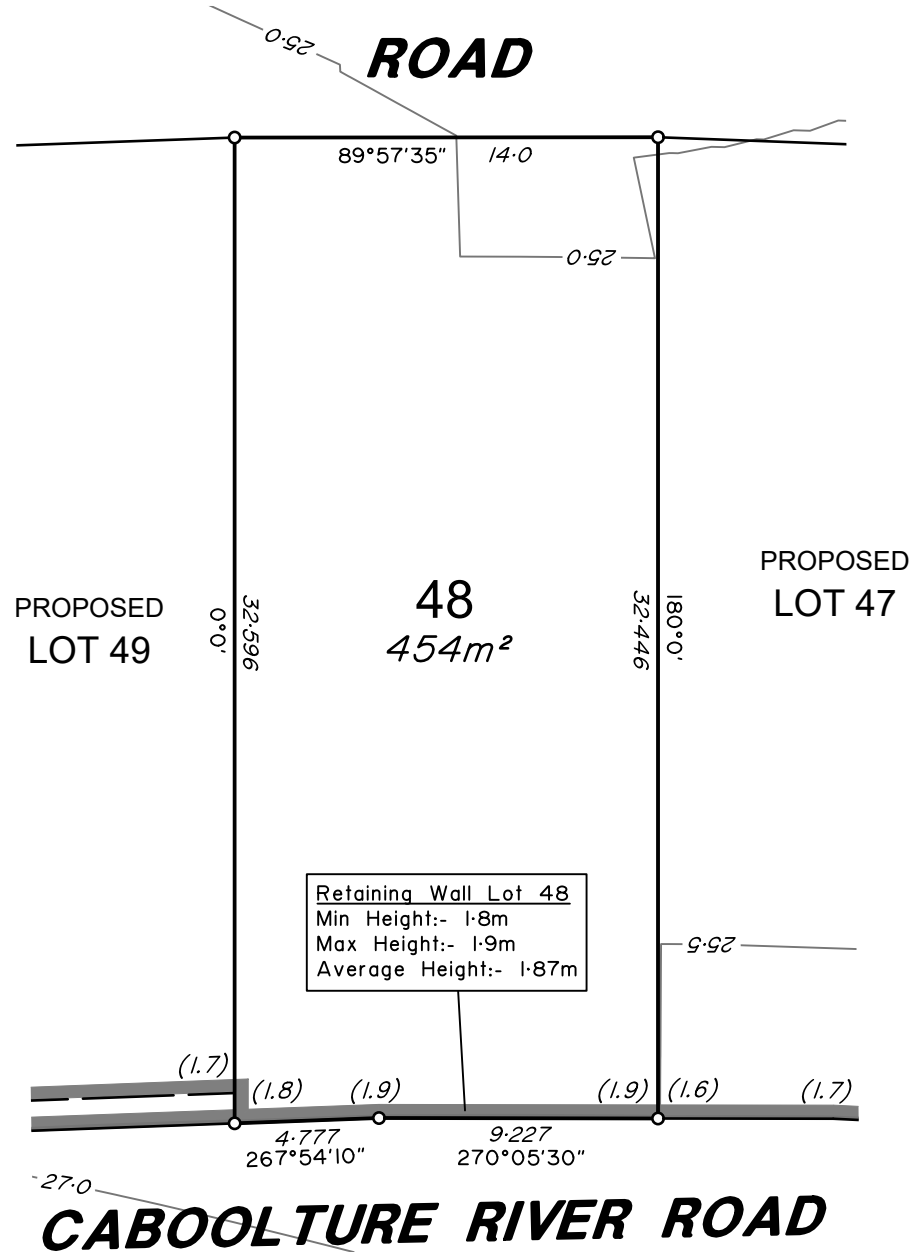 25·0
ROAD
89°57'35" 14·0
25·0
PROPOSED
LOT 49
0°0'
32·596
48
454m²
32·446
180°0'
PROPOSED
LOT 47
Retaining Wall Lot 48
Min Height:- 1·8m
Max Height:- 1·9m
Average Height:- 1·87m
25·5
(1.7)
(1.8) (1.9) (1.9) (1.6) (1.7)
4·777
267°54'10"
9·227
270°05'30"
27·0
CABOOLTURE RIVER ROAD